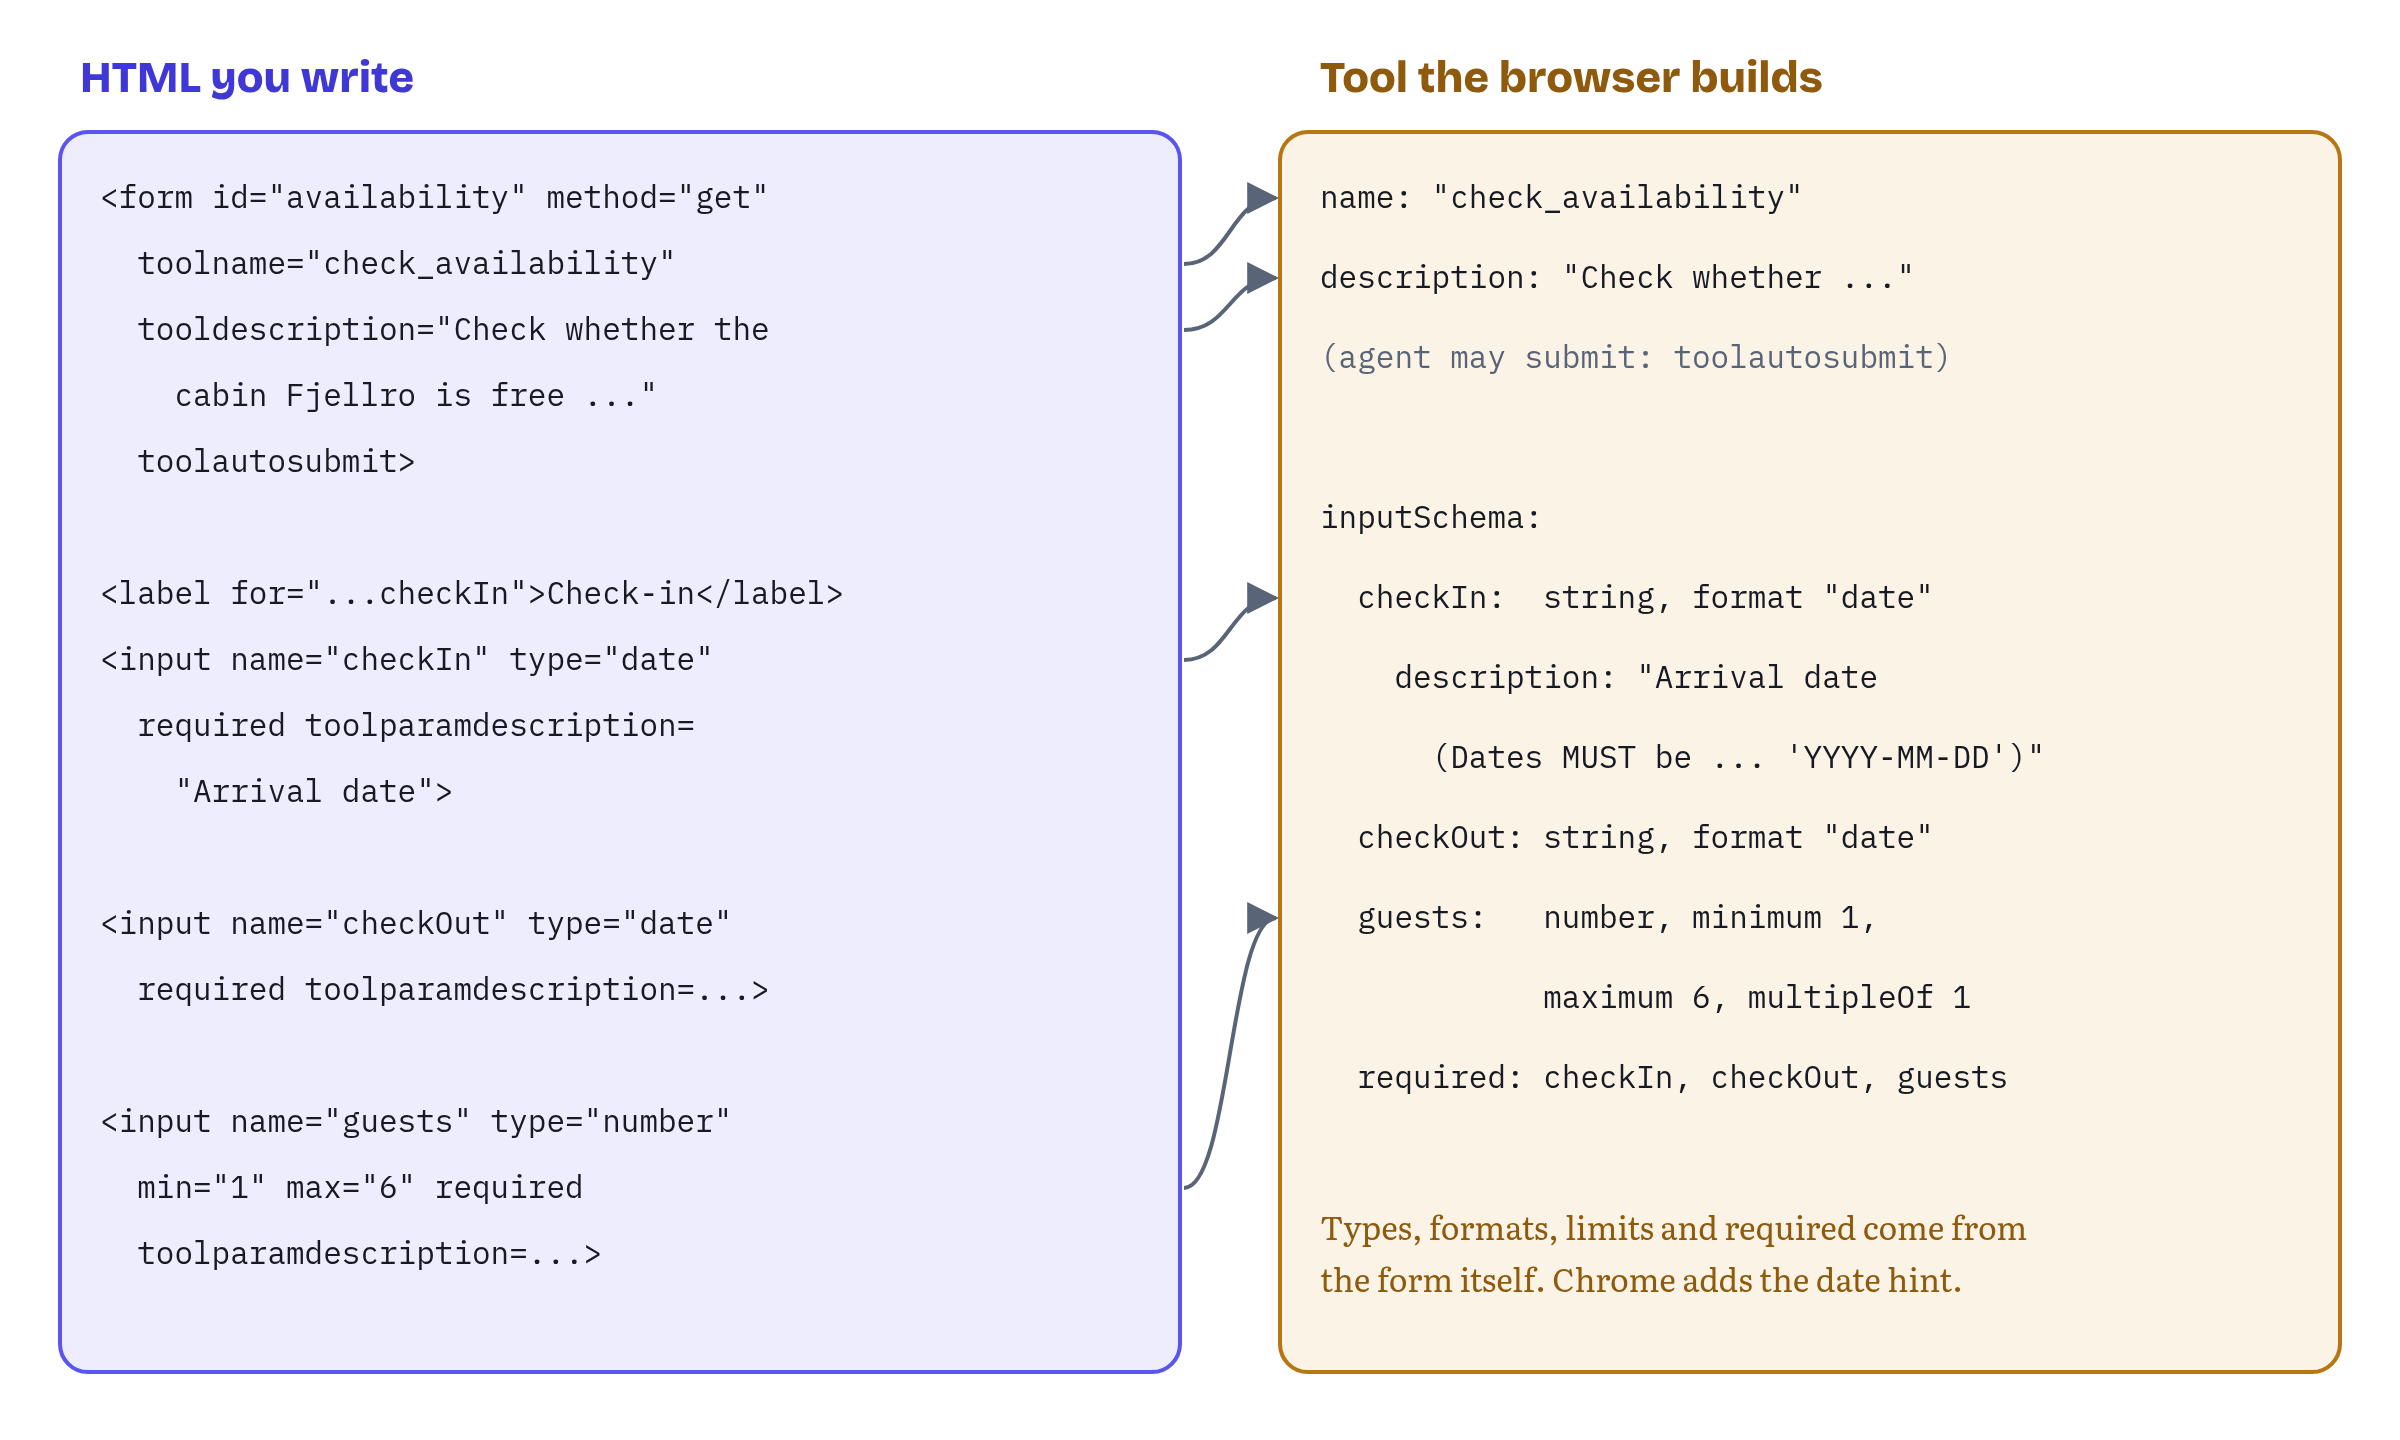 HTML you write
<form id="availability" method="get"
  toolname="check_availability"
  tooldescription="Check whether the
    cabin Fjellro is free ..."
  toolautosubmit>
<label for="...checkIn">Check-in</label>
<input name="checkIn" type="date"
  required toolparamdescription=
    "Arrival date">
<input name="checkOut" type="date"
  required toolparamdescription=...>
<input name="guests" type="number"
  min="1" max="6" required
  toolparamdescription=...>
Tool the browser builds
name: "check_availability"
description: "Check whether ..."
(agent may submit: toolautosubmit)
inputSchema:
  checkIn:  string, format "date"
    description: "Arrival date
      (Dates MUST be ... 'YYYY-MM-DD')"
  checkOut: string, format "date"
  guests:   number, minimum 1,
            maximum 6, multipleOf 1
  required: checkIn, checkOut, guests
Types, formats, limits and required come from
the form itself. Chrome adds the date hint.